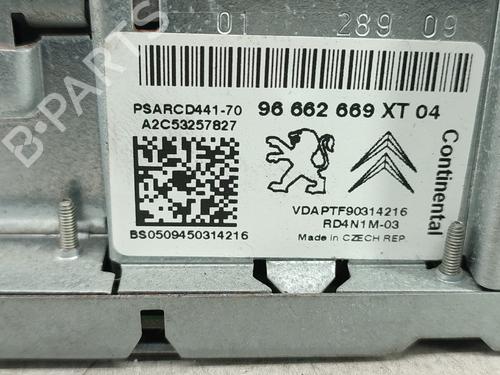 01 289 09
PSARCD441-70
96 662 669 XT 04
A2C53257827
Continental
VDAPTF90314216
RD4N1M-03
BS0509450314216
Made in CZECH REP.
B-PARTS